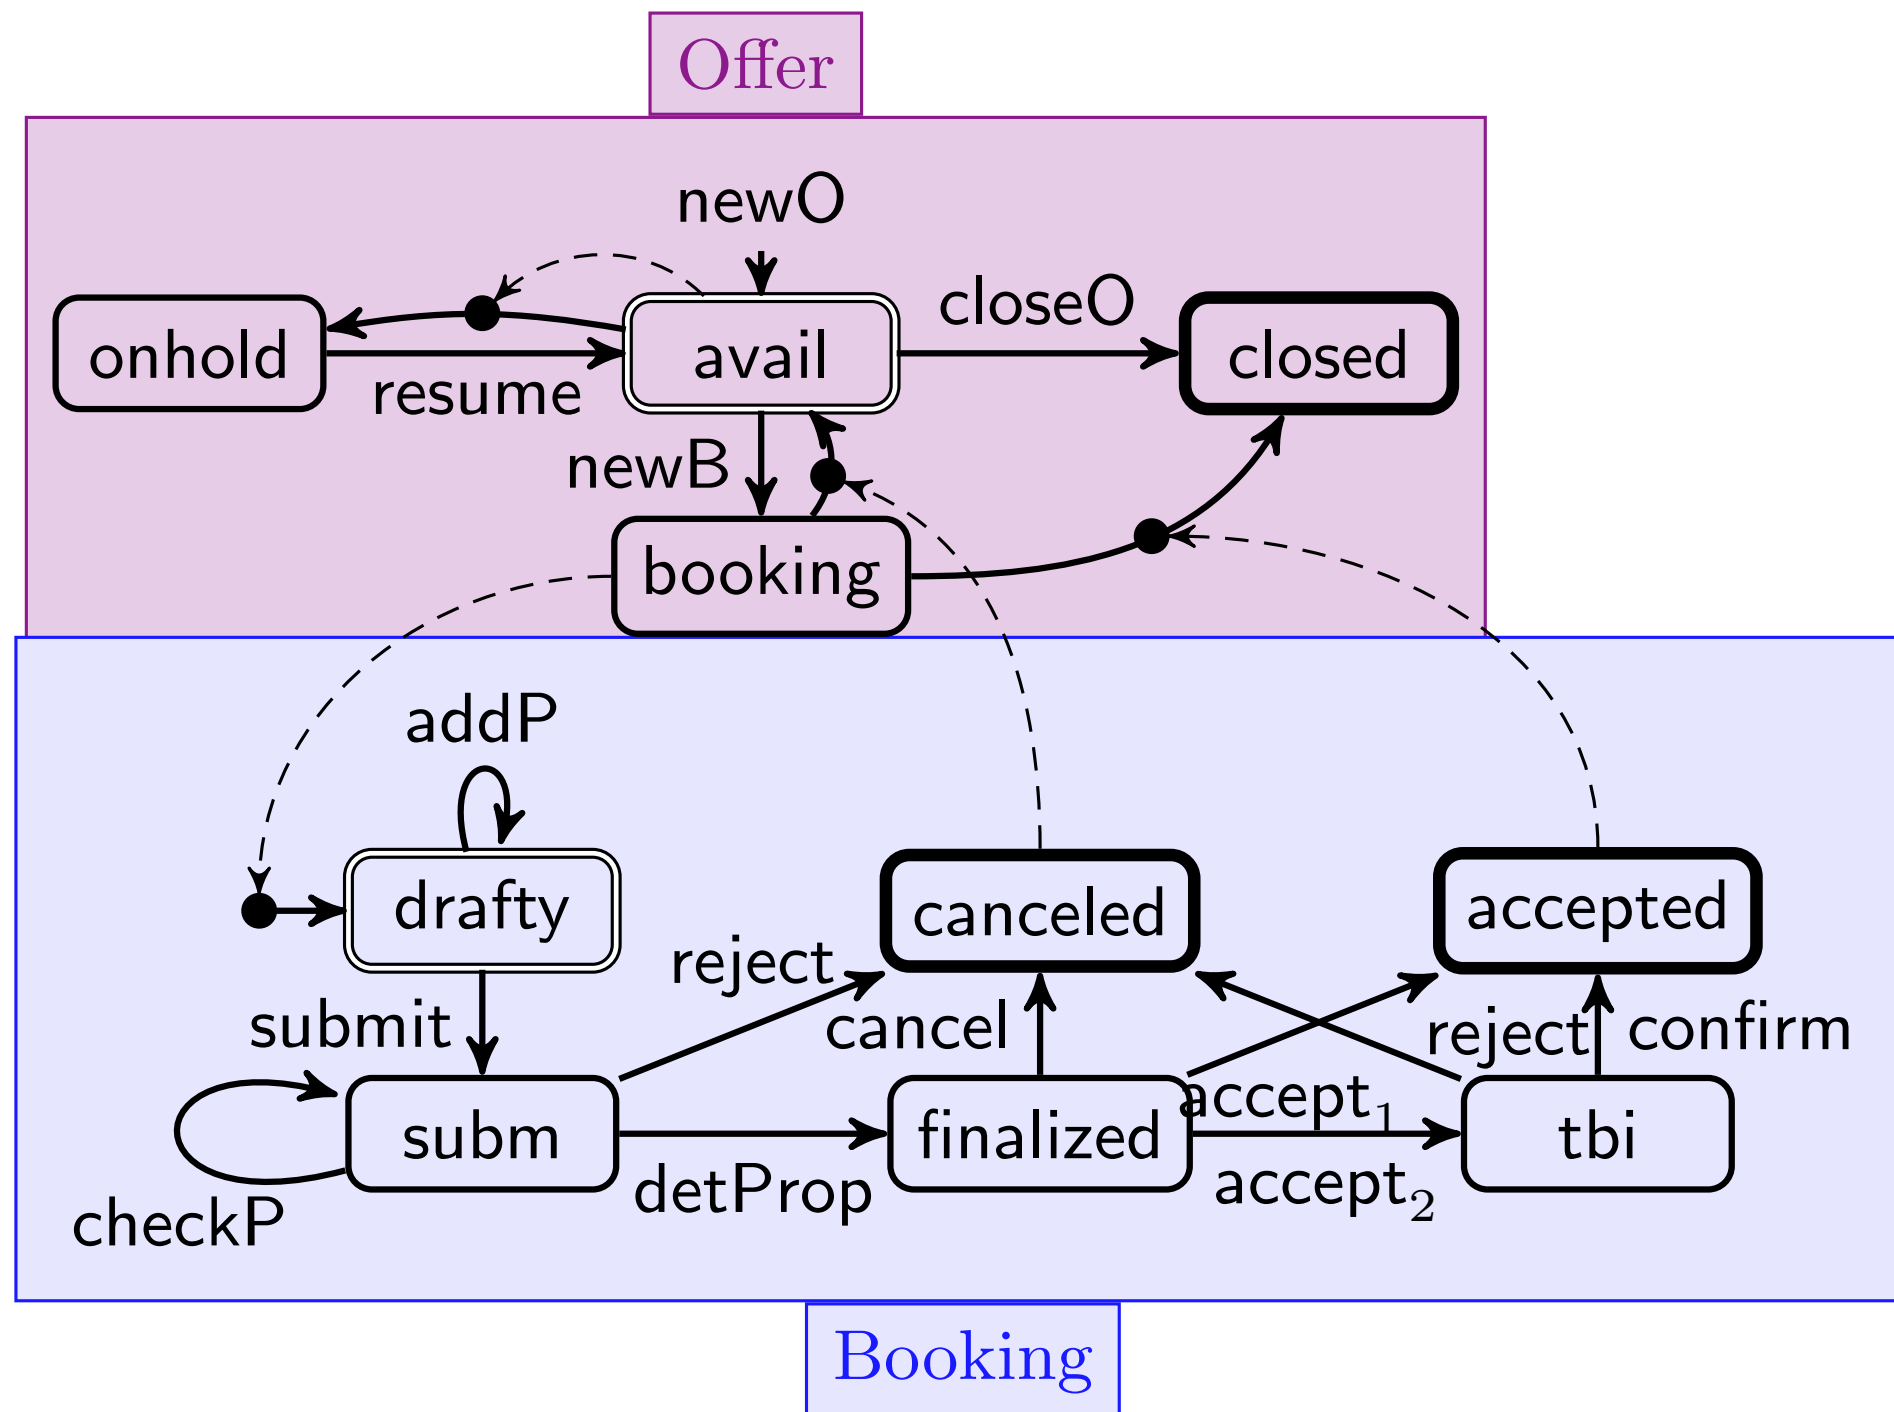 Offer
newO
closeO
onhold
avail
closed
resume
newB
booking
addP
drafty
canceled
accepted
reject
submit
cancel
reject
confirm
accept₁
subm
finalized
tbi
detProp
accept₂
checkP
Booking